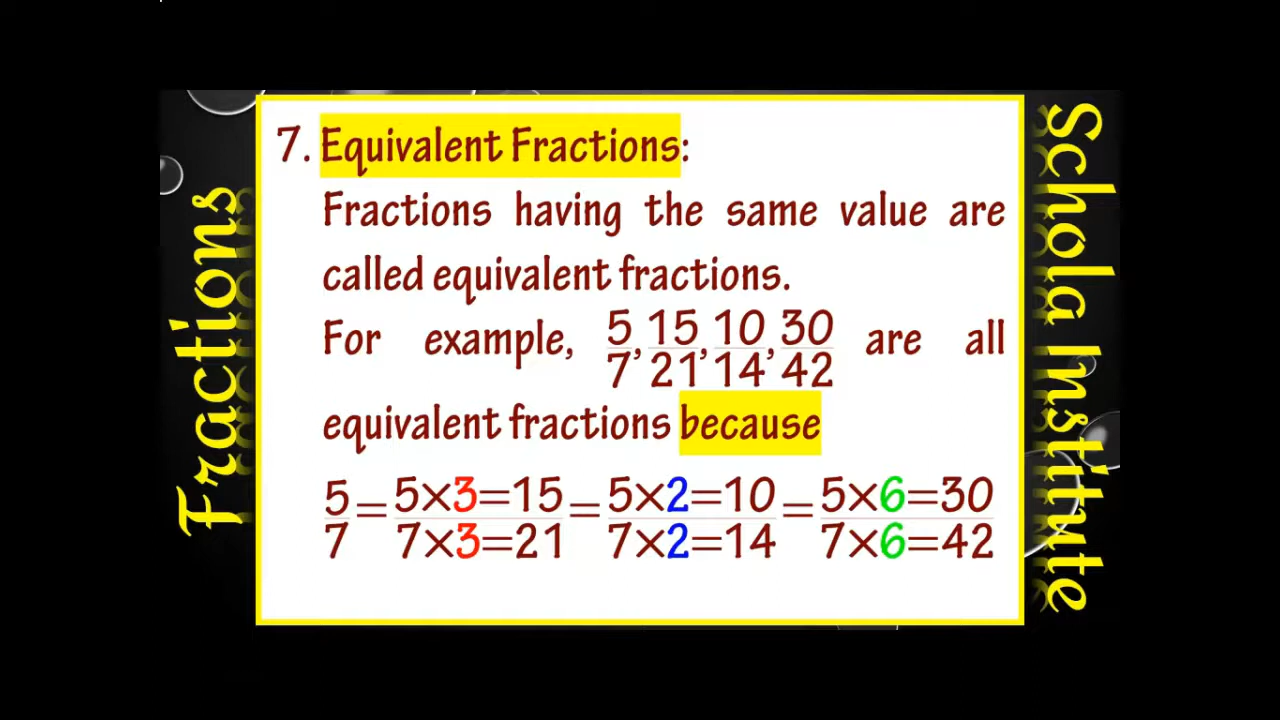 Fractions
7. Equivalent Fractions:
Fractions having the same value are
called equivalent fractions.
For example, 5/7, 15/21, 10/14, 30/42 are all
equivalent fractions because
5/7 = 5×3=15/7×3=21 = 5×2=10/7×2=14 = 5×6=30/7×6=42
Schola Institute